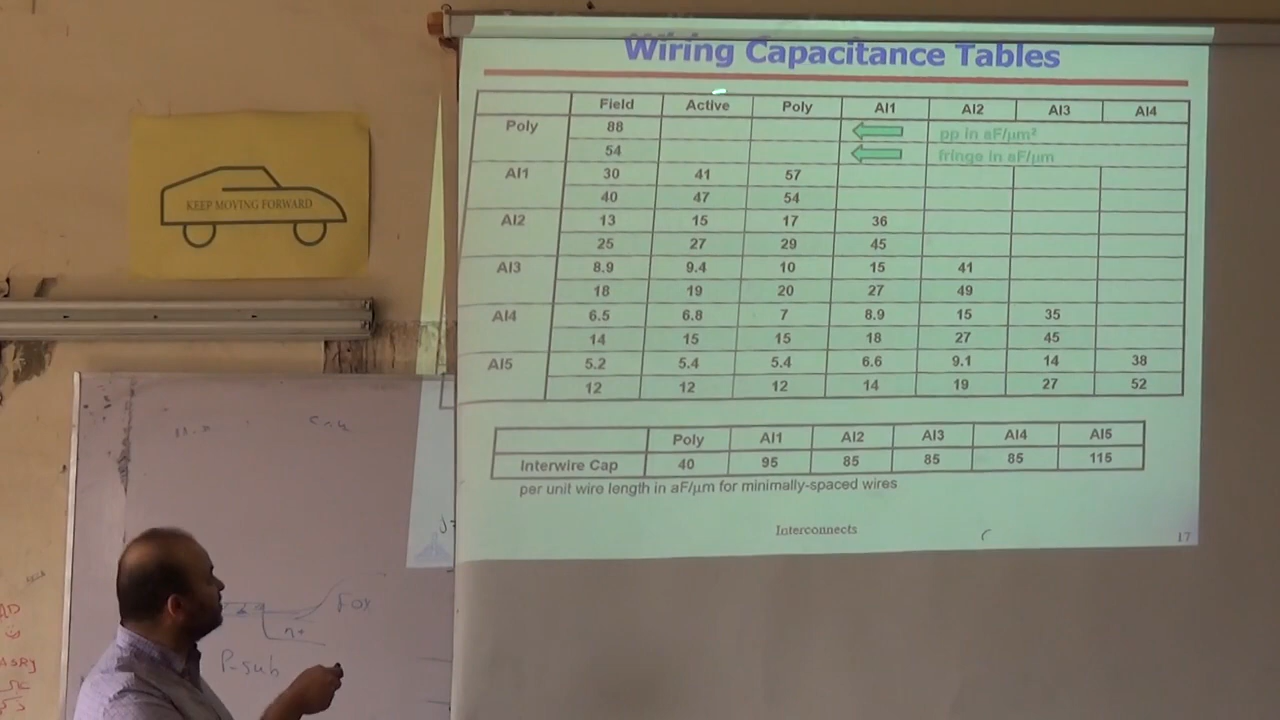 Wiring Capacitance Tables
Field Active Poly Al1 Al2 Al3 Al4
Poly 88 pp in aF/μm²
54 fringe in aF/μm
Al1 30 41 57
40 47 54
Al2 13 15 17 36
25 27 29 45
Al3 8.9 9.4 10 15 41
18 19 20 27 49
Al4 6.5 6.8 7 8.9 15 35
14 15 15 18 27 45
Al5 5.2 5.4 5.4 6.6 9.1 14 38
12 12 12 14 19 27 52
Poly Al1 Al2 Al3 Al4 Al5
Interwire Cap 40 95 85 85 85 115
per unit wire length in aF/μm for minimally-spaced wires
Interconnects
17
KEEP MOVING FORWARD
Fox
n+
P-sub